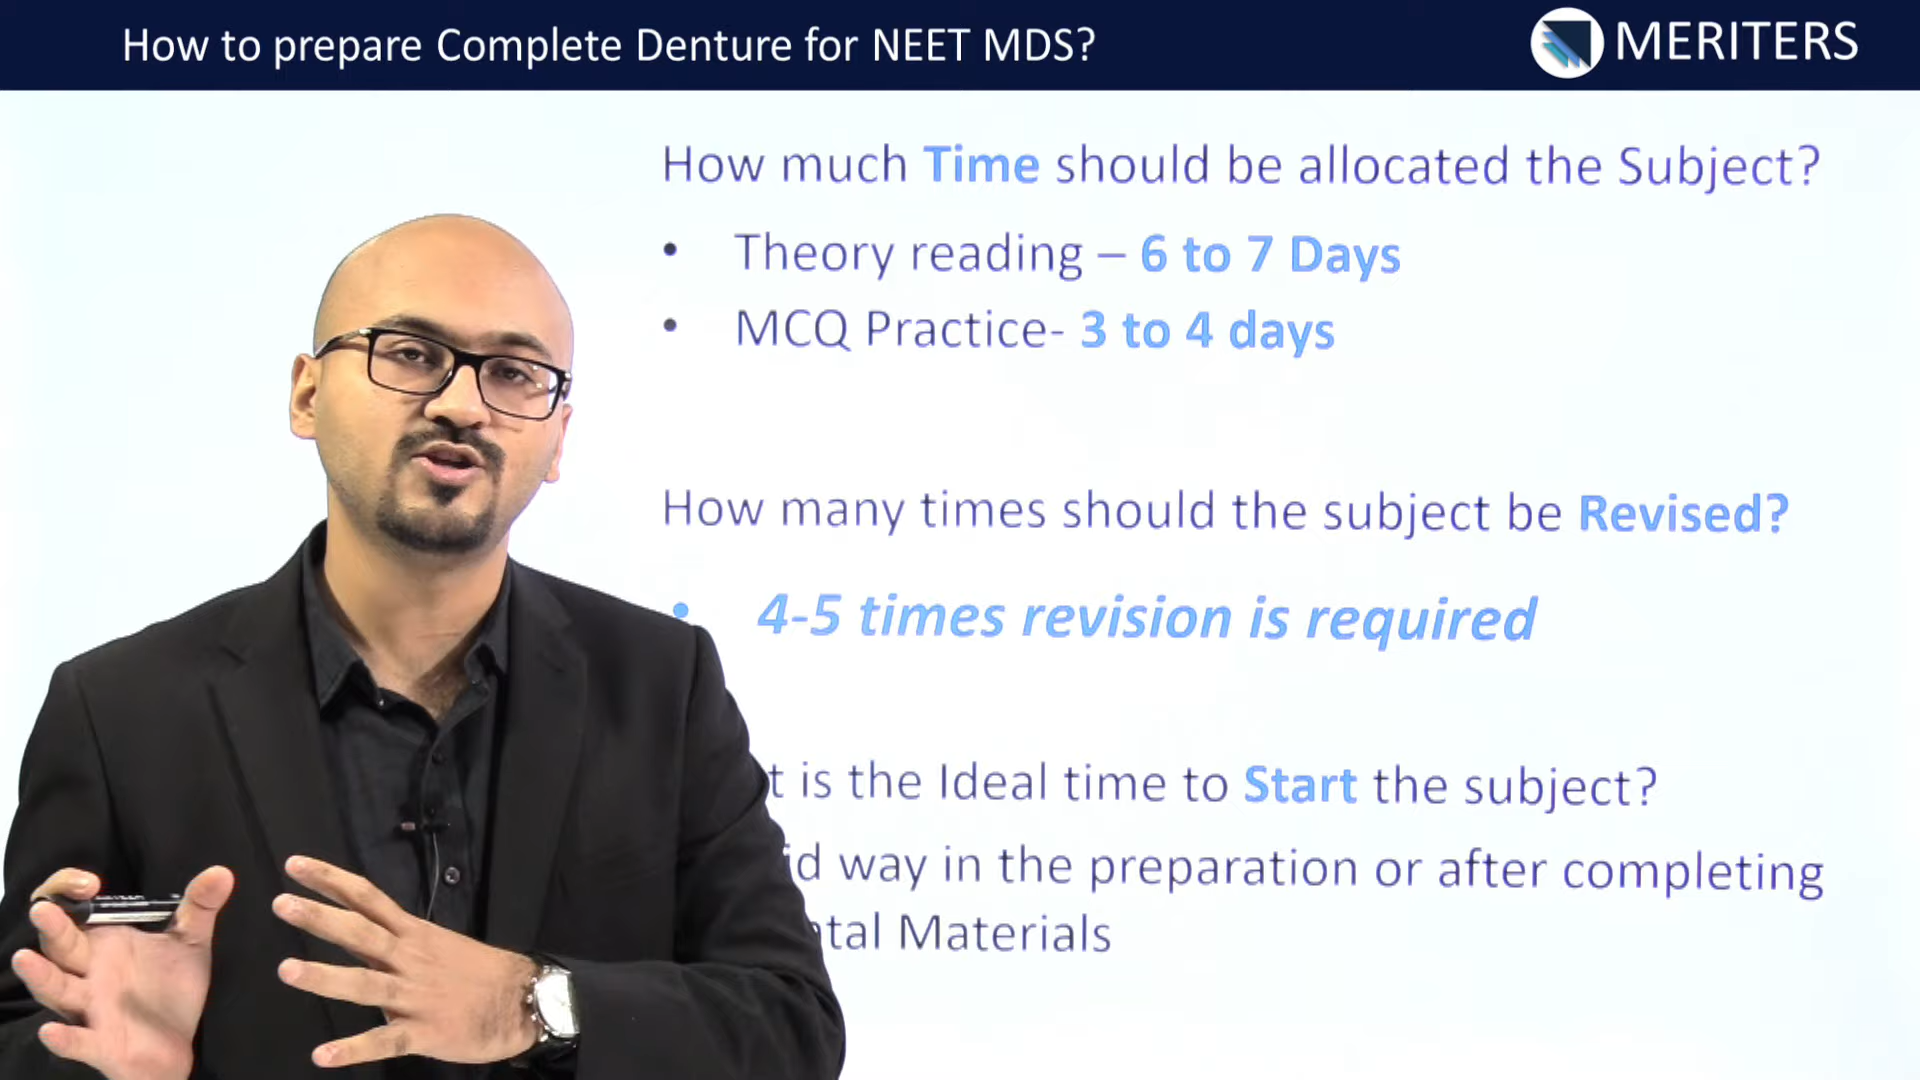 How to prepare Complete Denture for NEET MDS?
MERITERS
How much Time should be allocated the Subject?
• Theory reading – 6 to 7 Days
• MCQ Practice- 3 to 4 days
How many times should the subject be Revised?
• 4-5 times revision is required
is the Ideal time to Start the subject?
way in the preparation or after completing
Materials